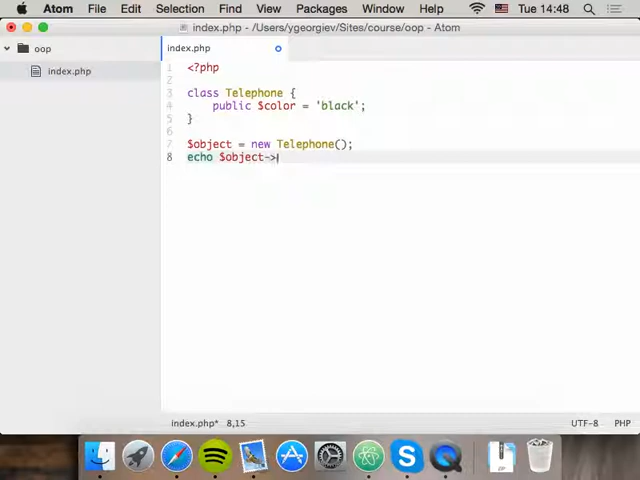 Atom File Edit Selection Find View Packages Window Help Tue 14:48
index.php - /Users/ygeorgiev/Sites/course/oop - Atom
oop
index.php
index.php
1 <?php
2
3 class Telephone {
4 public $color = 'black';
5 }
6
7 $object = new Telephone();
8 echo $object->
index.php* 8,15 UTF-8 PHP
ZIP